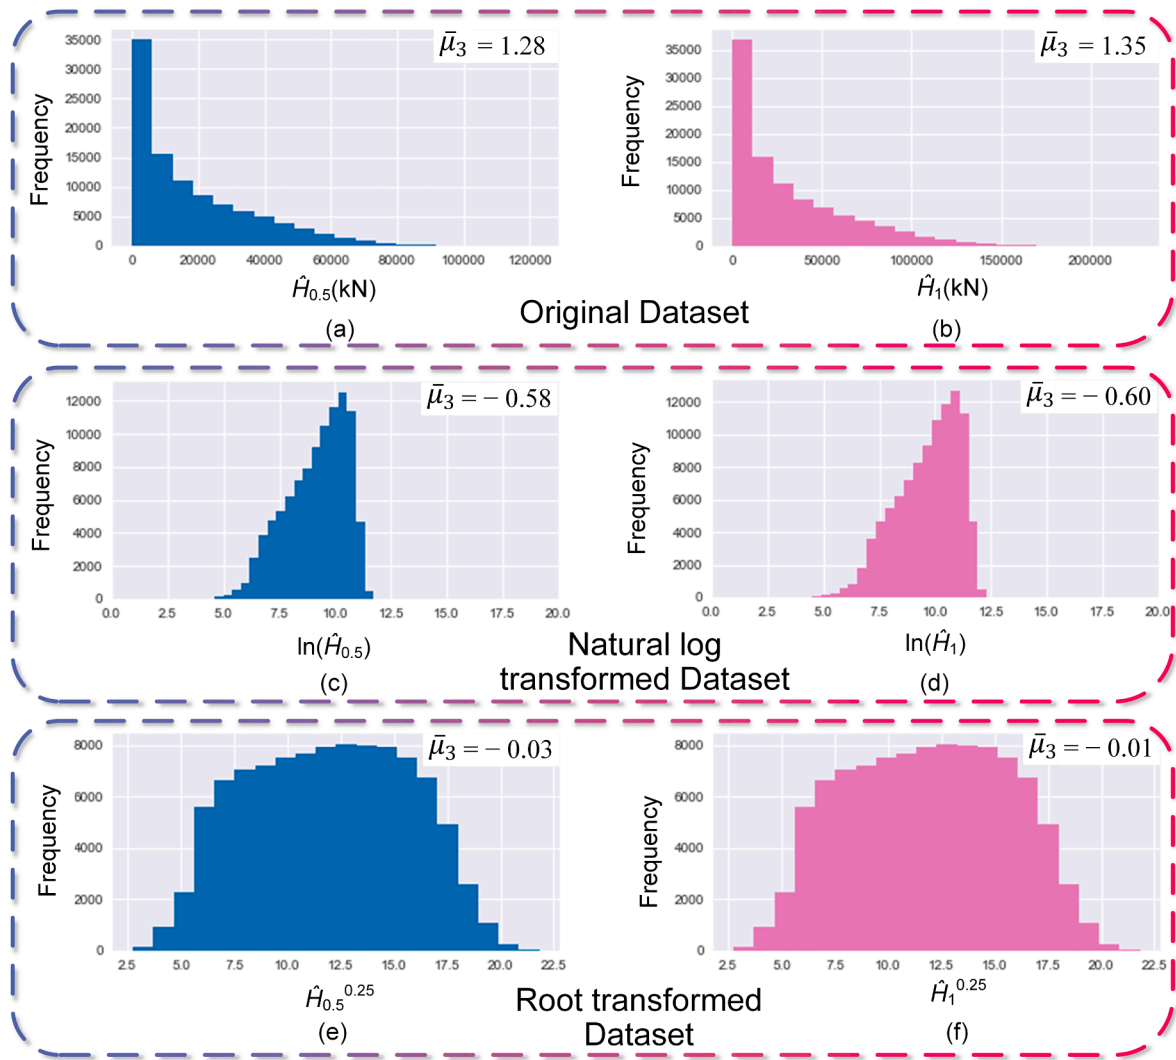 μ̄₃ = 1.28
35000
30000
25000
20000
15000
10000
5000
0
Frequency
0 20000 40000 60000 80000 100000 120000
Ĥ₀.₅(kN)
(a)
μ̄₃ = 1.35
35000
30000
25000
20000
15000
10000
5000
0
Frequency
0 50000 100000 150000 200000
Ĥ₁(kN)
(b)
Original Dataset
μ̄₃ = − 0.58
12000
10000
8000
6000
4000
2000
0
Frequency
0.0 2.5 5.0 7.5 10.0 12.5 15.0 17.5 20.0
ln(Ĥ₀.₅)
(c)
μ̄₃ = − 0.60
12000
10000
8000
6000
4000
2000
0
Frequency
0.0 2.5 5.0 7.5 10.0 12.5 15.0 17.5 20.0
ln(Ĥ₁)
(d)
Natural log
transformed Dataset
μ̄₃ = − 0.03
8000
6000
4000
2000
0
Frequency
2.5 5.0 7.5 10.0 12.5 15.0 17.5 20.0 22.5
Ĥ₀.₅⁰·²⁵
(e)
μ̄₃ = − 0.01
8000
6000
4000
2000
0
Frequency
2.5 5.0 7.5 10.0 12.5 15.0 17.5 20.0 22.5
Ĥ₁⁰·²⁵
(f)
Root transformed
Dataset